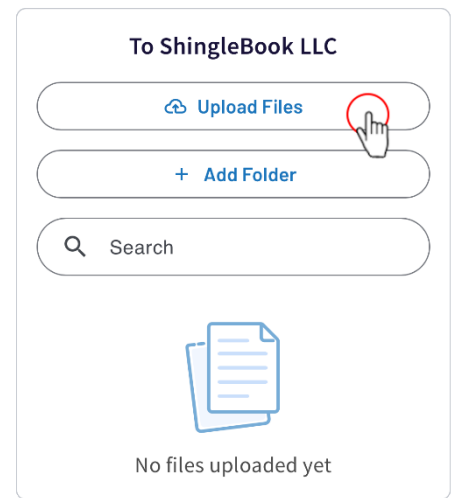 To ShingleBook LLC
Upload Files
+ Add Folder
Search
No files uploaded yet